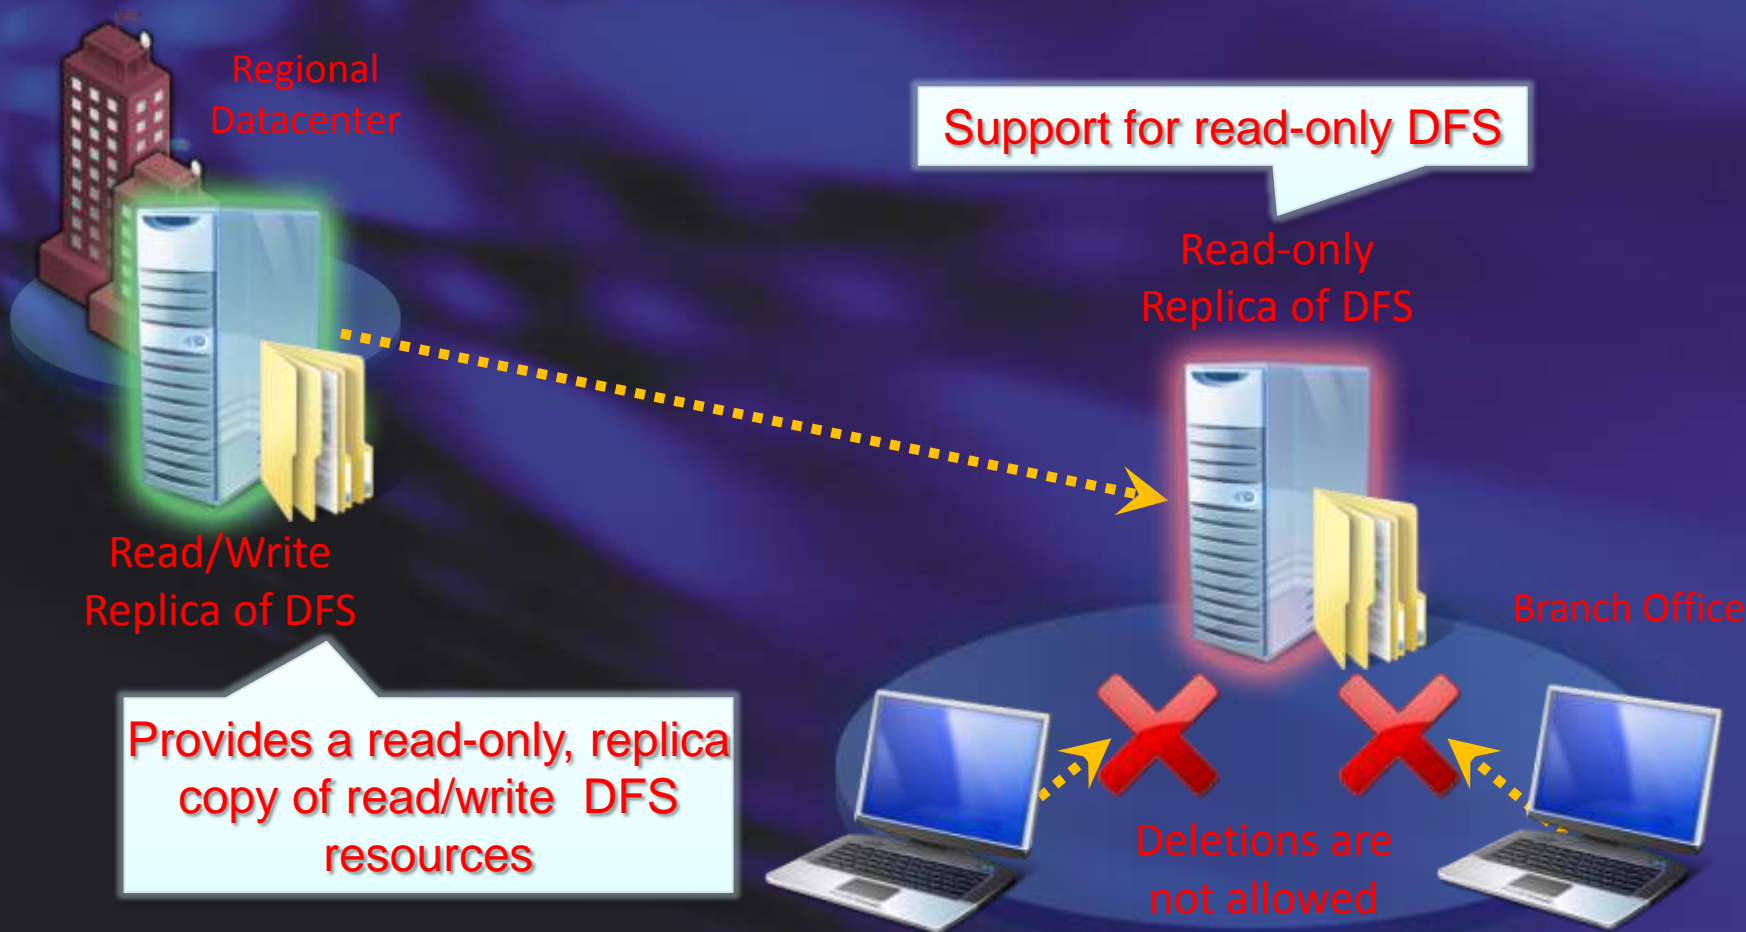 Regional
Datacenter
Support for read-only DFS
Read-only
Replica of DFS
Read/Write
Replica of DFS
Branch Office
Provides a read-only, replica
copy of read/write  DFS
resources
Deletions are
not allowed